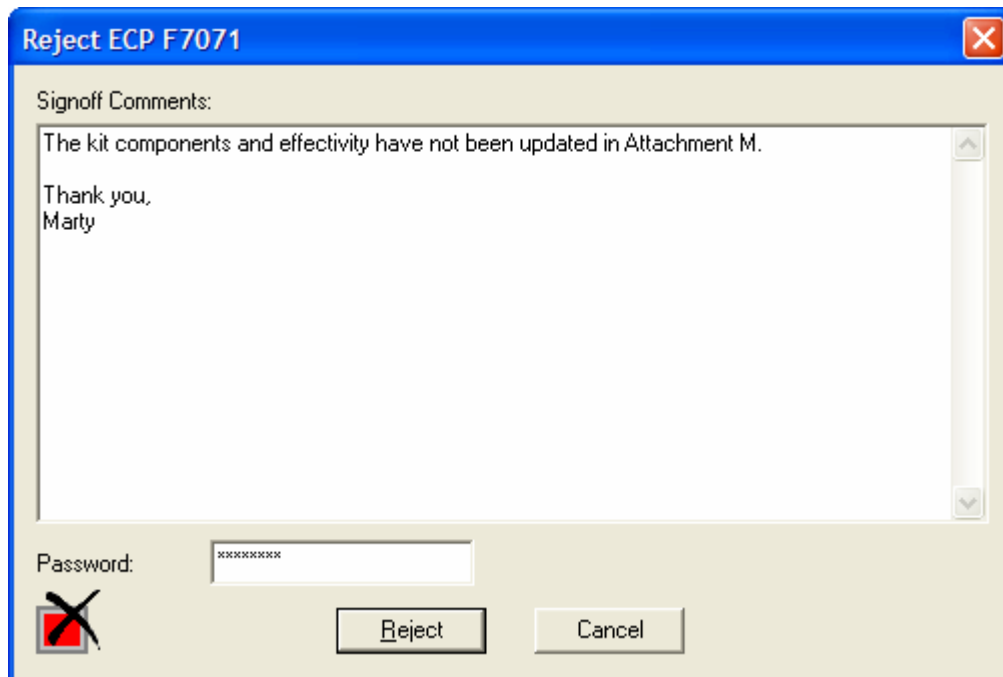 Reject ECP F7071
Signoff Comments:
The kit components and effectivity have not been updated in Attachment M.
Thank you,
Marty
Password:
××××××××
Reject
Cancel